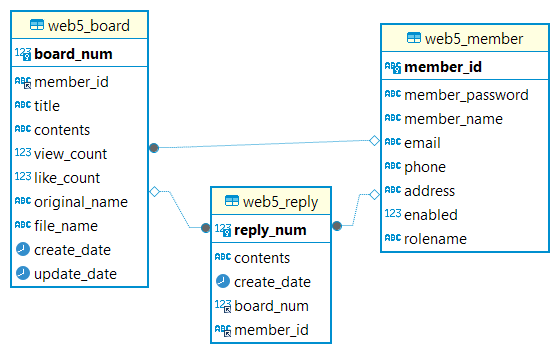 web5_board
123 board_num
ABC member_id
ABC title
ABC contents
123 view_count
123 like_count
ABC original_name
ABC file_name
create_date
update_date
web5_member
ABC member_id
ABC member_password
ABC member_name
ABC email
ABC phone
ABC address
123 enabled
ABC rolename
web5_reply
123 reply_num
ABC contents
create_date
123 board_num
ABC member_id